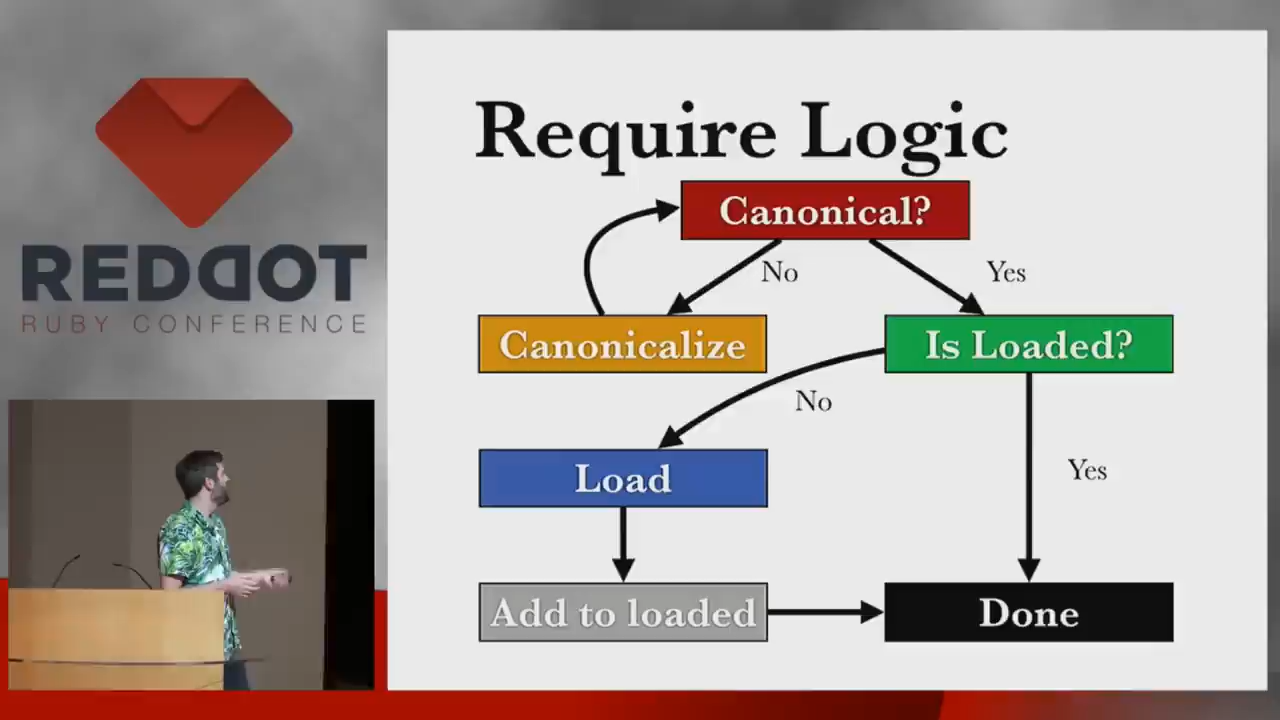 REDDOT
RUBY CONFERENCE
Require Logic
Canonical?
No
Yes
Canonicalize
Is Loaded?
No
Load
Yes
Add to loaded
Done